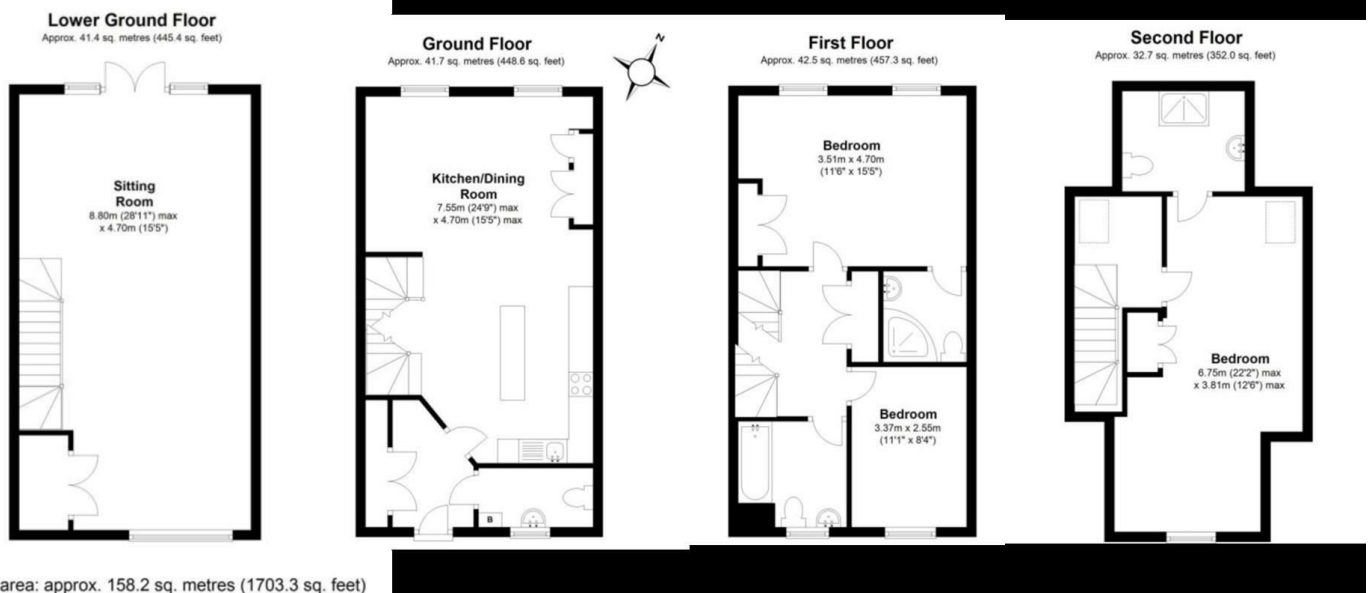 Lower Ground Floor
Approx. 41.4 sq. metres (445.4 sq. feet)
Sitting
Room
8.80m (28'11") max
x 4.70m (15'5")
Ground Floor
Approx. 41.7 sq. metres (448.6 sq. feet)
N
Kitchen/Dining
Room
7.55m (24'9") max
x 4.70m (15'5") max
B
First Floor
Approx. 42.5 sq. metres (457.3 sq. feet)
Bedroom
3.51m x 4.70m
(11'6" x 15'5")
Bedroom
3.37m x 2.55m
(11'1" x 8'4")
Second Floor
Approx. 32.7 sq. metres (352.0 sq. feet)
Bedroom
6.75m (22'2") max
x 3.81m (12'6") max
area: approx. 158.2 sq. metres (1703.3 sq. feet)